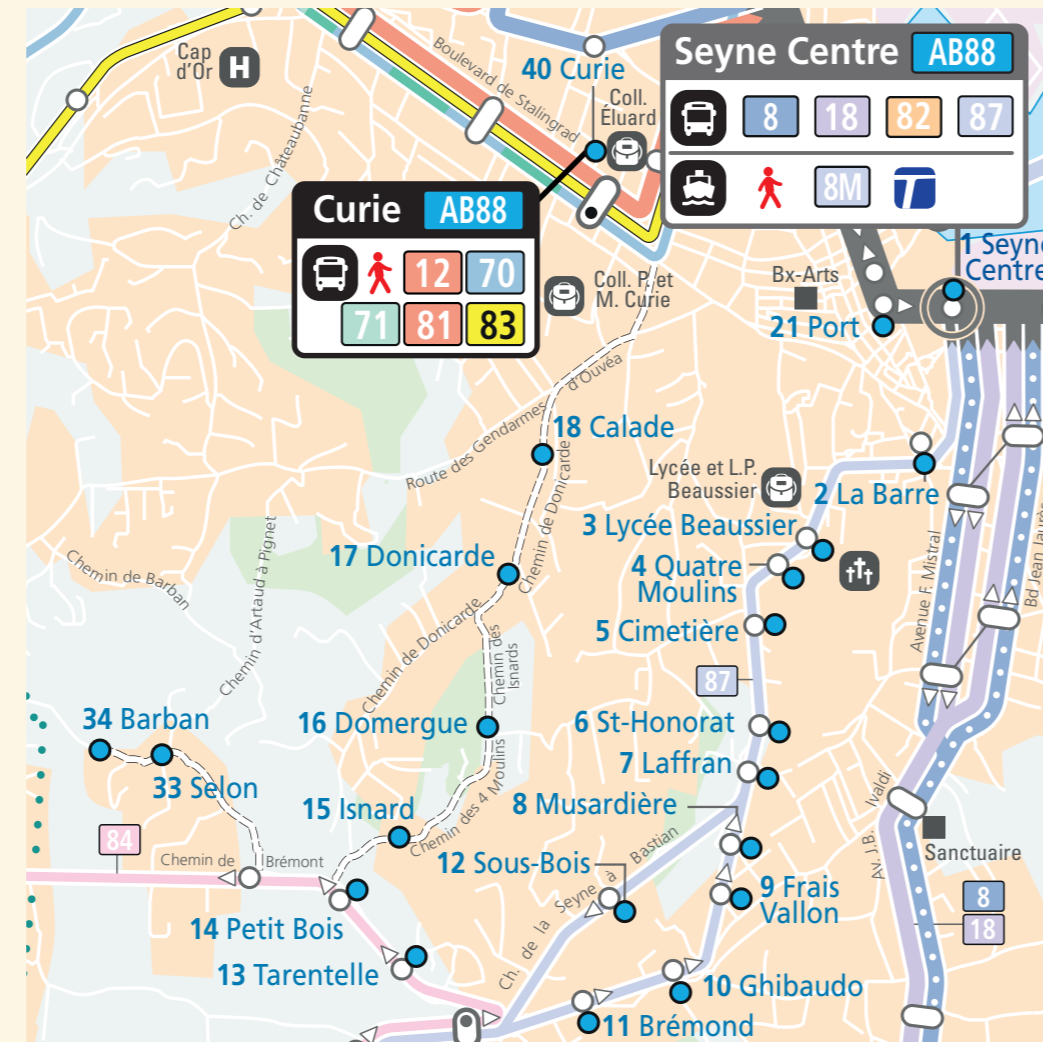 Cap
d'Or
H
Boulevard de Stalingrad
40 Curie
Coll.
Éluard
Seyne Centre AB88
8 18 82 87
8M T
Ch. de Châteaubanne
Curie AB88
12 70
71 81 83
Coll. P. et
M. Curie
Bx-Arts
1 Seyne
Centre
21 Port
Route des Gendarmes d'Ouvéa
18 Calade
Chemin de Donicarde
Lycée et L.P.
Beaussier
2 La Barre
3 Lycée Beaussier
17 Donicarde
4 Quatre
Moulins
Chemin de Barban
Chemin d'Artaud à Pignet
Chemin de Donicarde
Chemin des
Isnards
5 Cimetière
Avenue F. Mistral
Bd Jean Jaurès
87
34 Barban
16 Domergue
6 St-Honorat
33 Selon
7 Laffran
15 Isnard
Chemin des 4 Moulins
8 Musardière
84
Chemin de Brémont
12 Sous-Bois
Ch. de la Seyne à Bastian
Av. J.B. Ivaldi
Sanctuaire
9 Frais
Vallon
8
18
14 Petit Bois
13 Tarentelle
10 Ghibaudo
11 Brémond